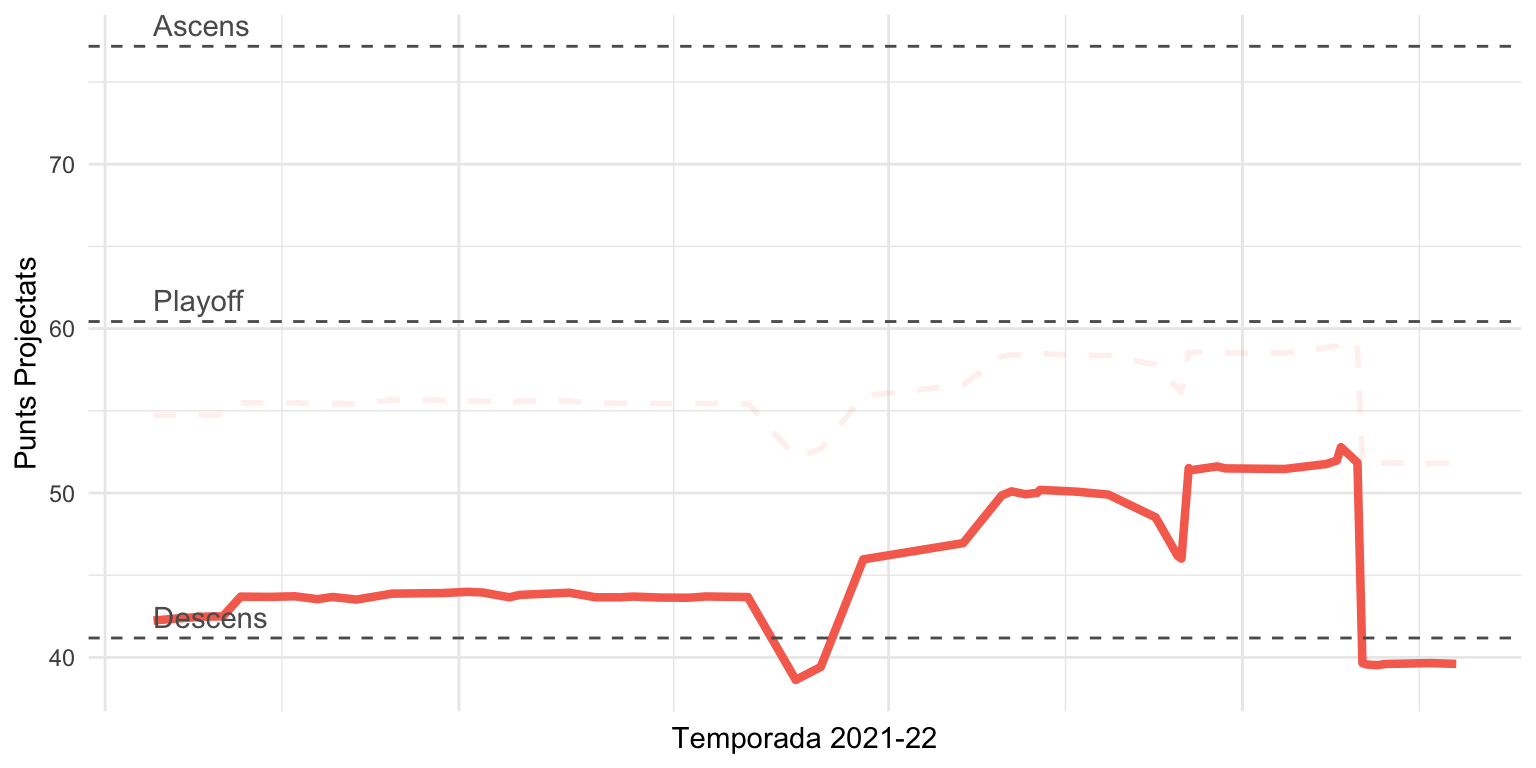 Ascens
70
Playoff
60
50
Descens
40
Punts Projectats
Temporada 2021-22